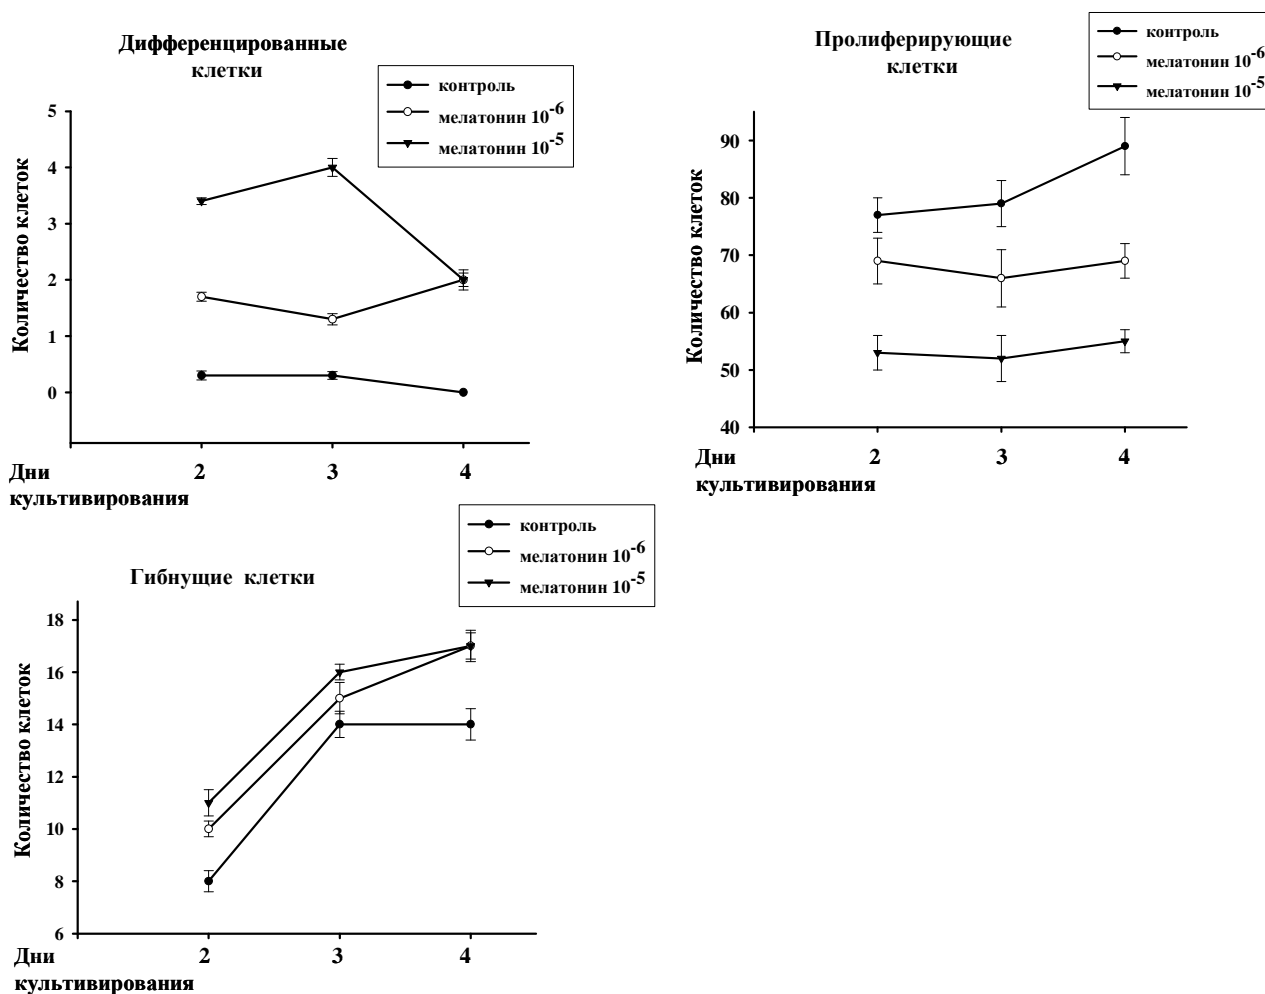 Дифференцированные
клетки
контроль
мелатонин 10-6
мелатонин 10-5
Количество клеток
5
4
3
2
1
0
2 3 4
Дни
культивирования
Пролиферирующие
клетки
контроль
мелатонин 10-6
мелатонин 10-5
Количество клеток
90
80
70
60
50
40
2 3 4
Дни
культивирования
Гибнущие клетки
контроль
мелатонин 10-6
мелатонин 10-5
Количество клеток
18
16
14
12
10
8
6
2 3 4
Дни
культивирования